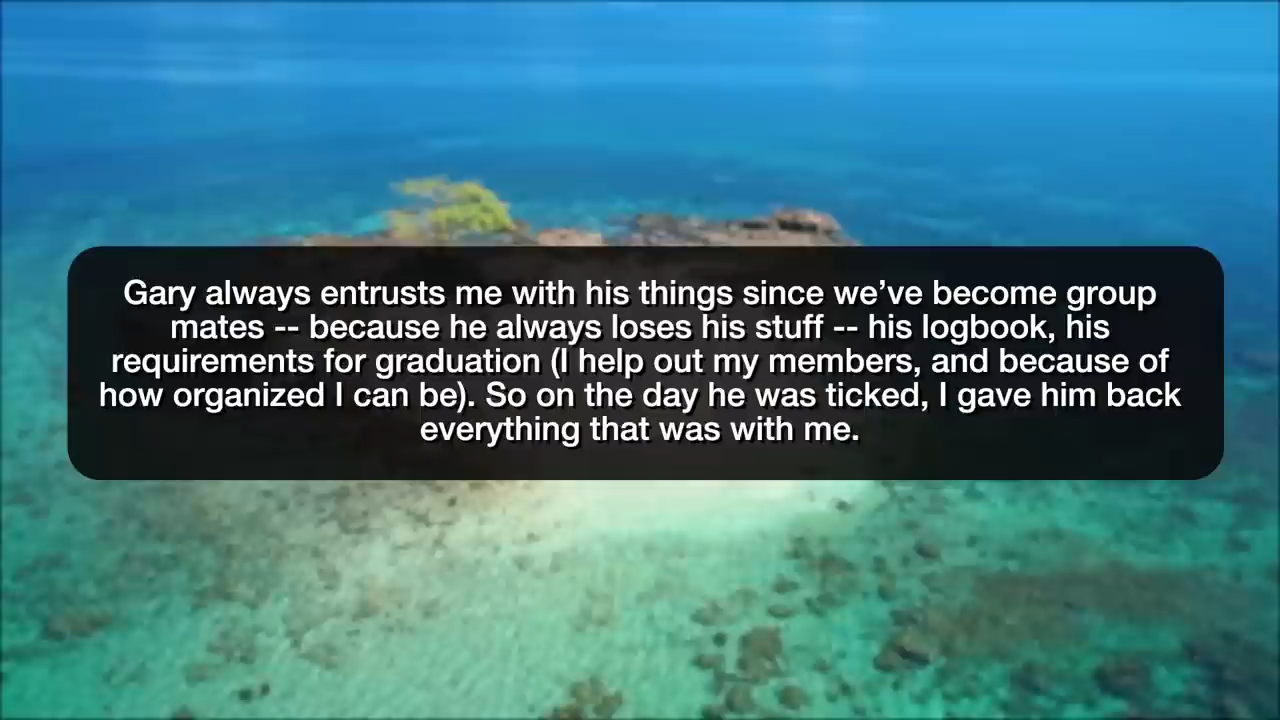 Gary always entrusts me with his things since we’ve become group
mates -- because he always loses his stuff -- his logbook, his
requirements for graduation (I help out my members, and because of
how organized I can be). So on the day he was ticked, I gave him back
everything that was with me.